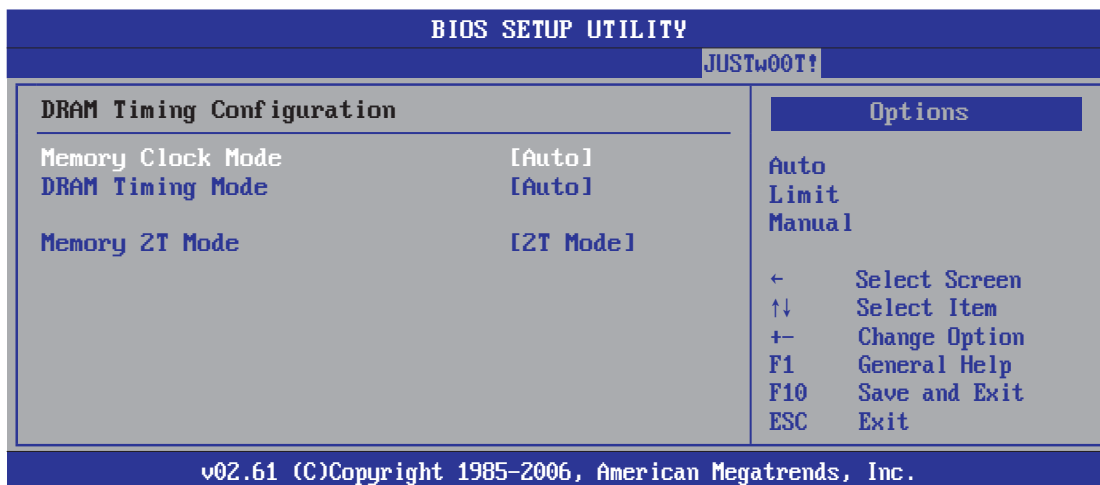 BIOS SETUP UTILITY
JUSTw00T!
DRAM Timing Configuration
Memory Clock Mode [Auto]
DRAM Timing Mode [Auto]
Memory 2T Mode [2T Mode]
Options
Auto
Limit
Manual
← Select Screen
↑↓ Select Item
+- Change Option
F1 General Help
F10 Save and Exit
ESC Exit
v02.61 (C)Copyright 1985-2006, American Megatrends, Inc.